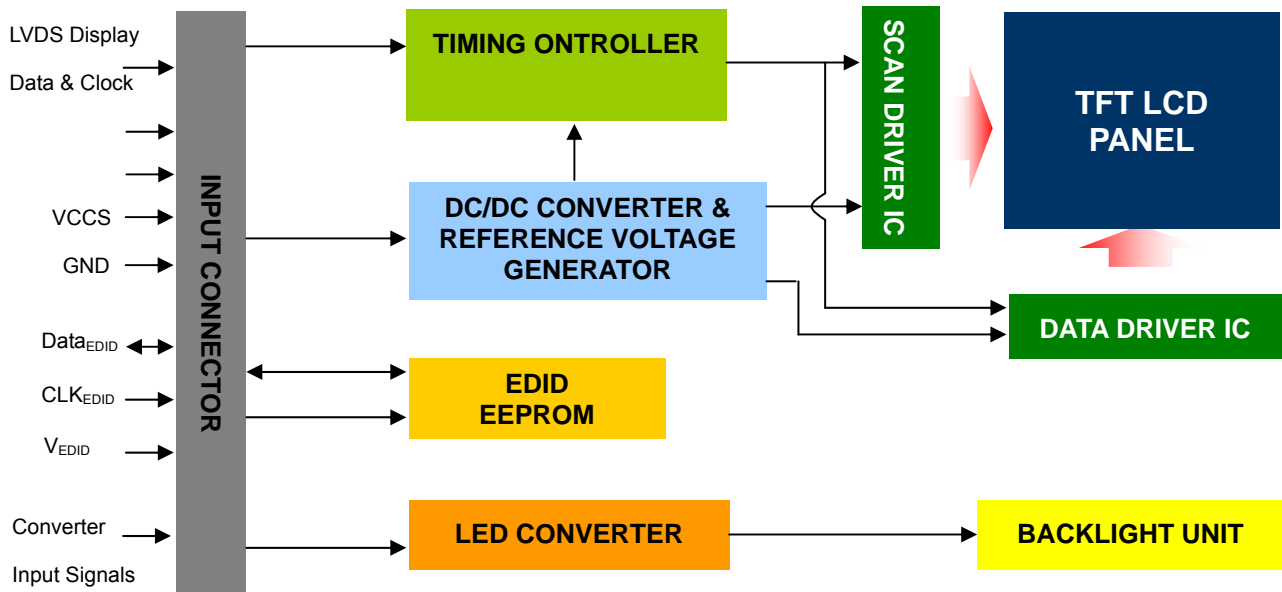 LVDS Display
Data & Clock
VCCS
GND
DataEDID
CLKEDID
VEDID
Converter
Input Signals
INPUT CONNECTOR
TIMING ONTROLLER
DC/DC CONVERTER &
REFERENCE VOLTAGE
GENERATOR
EDID
EEPROM
LED CONVERTER
SCAN DRIVER IC
TFT LCD
PANEL
DATA DRIVER IC
BACKLIGHT UNIT